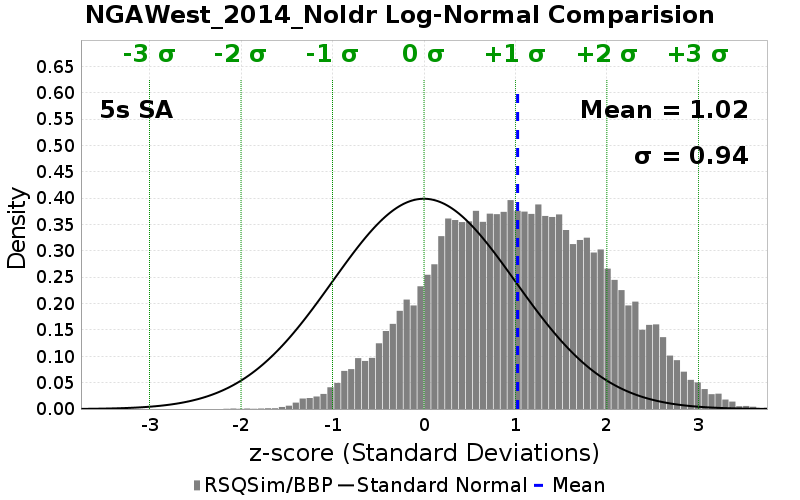 NGAWest_2014_NoIdr Log-Normal Comparision
-3 σ -2 σ -1 σ 0 σ +1 σ +2 σ +3 σ
5s SA
Mean = 1.02
σ = 0.94
Density
0.65
0.60
0.55
0.50
0.45
0.40
0.35
0.30
0.25
0.20
0.15
0.10
0.05
0.00
-3 -2 -1 0 1 2 3
z-score (Standard Deviations)
RSQSim/BBP Standard Normal Mean